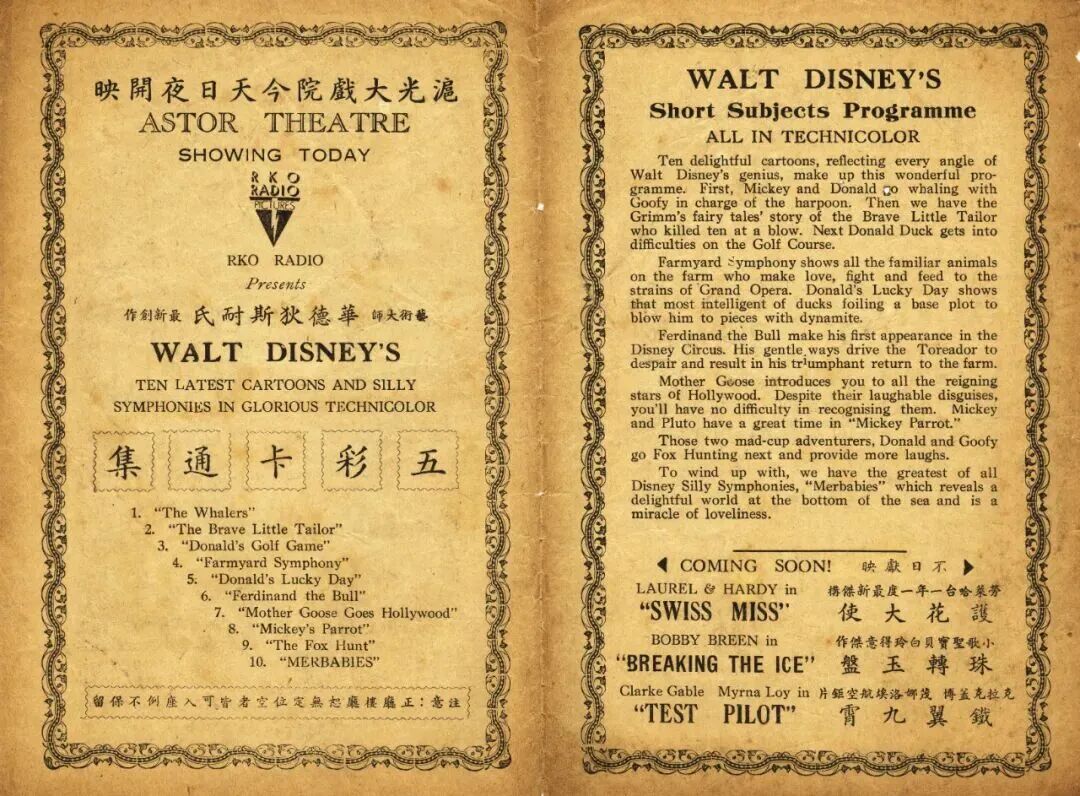 滬光大戲院今天日夜開映
ASTOR THEATRE
SHOWING TODAY
RKO
RADIO
PICTURES
RKO RADIO
Presents
藝術大師 華德狄斯耐氏 最新創作
WALT DISNEY'S
TEN LATEST CARTOONS AND SILLY
SYMPHONIES IN GLORIOUS TECHNICOLOR
五彩卡通集
1. "The Whalers"
2. "The Brave Little Tailor"
3. "Donald's Golf Game"
4. "Farmyard Symphony"
5. "Donald's Lucky Day"
6. "Ferdinand the Bull"
7. "Mother Goose Goes Hollywood"
8. "Mickey's Parrot"
9. "The Fox Hunt"
10. "MERBABIES"
注意：正廳樓廳恕無定位空者皆可入座例不保留
WALT DISNEY'S
Short Subjects Programme
ALL IN TECHNICOLOR
Ten delightful cartoons, reflecting every angle of
Walt Disney's genius, make up this wonderful pro-
gramme. First, Mickey and Donald go whaling with
Goofy in charge of the harpoon. Then we have the
Grimm's fairy tales' story of the Brave Little Tailor
who killed ten at a blow. Next Donald Duck gets into
difficulties on the Golf Course.
Farmyard Symphony shows all the familiar animals
on the farm who make love, fight and feed to the
strains of Grand Opera. Donald's Lucky Day shows
that most intelligent of ducks foiling a base plot to
blow him to pieces with dynamite.
Ferdinand the Bull make his first appearance in the
Disney Circus. His gentle ways drive the Toreador to
despair and result in his triumphant return to the farm.
Mother Goose introduces you to all the reigning
stars of Hollywood. Despite their laughable disguises,
you'll have no difficulty in recognising them. Mickey
and Pluto have a great time in "Mickey Parrot."
Those two mad-cup adventurers, Donald and Goofy
go Fox Hunting next and provide more laughs.
To wind up with, we have the greatest of all
Disney Silly Symphonies, "Merbabies" which reveals a
delightful world at the bottom of the sea and is a
miracle of loveliness.
COMING SOON! 不日獻映
LAUREL & HARDY in 勞萊哈台一年一度最新傑構
"SWISS MISS" 護花大使
BOBBY BREEN in 小歌聖寶貝白玲得意傑作
"BREAKING THE ICE" 珠轉玉盤
Clarke Gable Myrna Loy in 克拉克蓋博 茂娜洛埃航空鉅片
"TEST PILOT" 鐵翼九霄